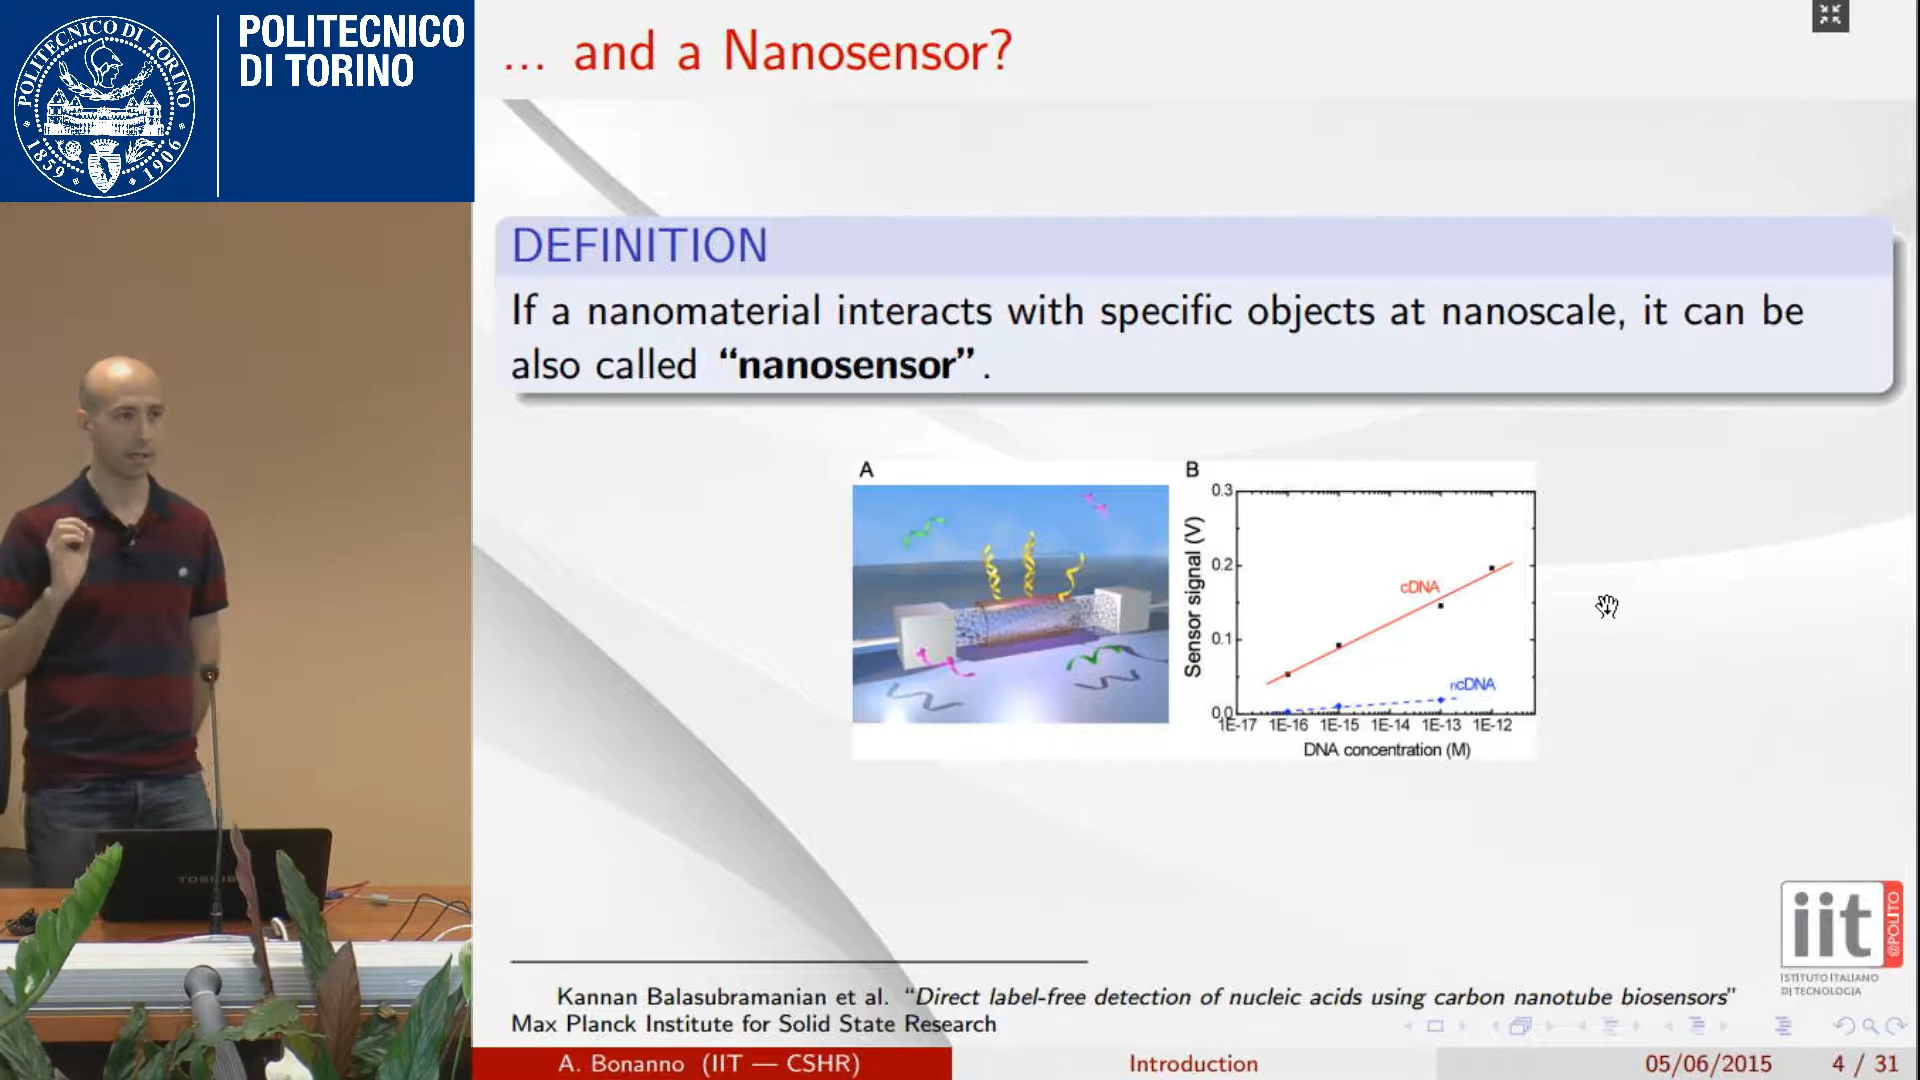 POLITECNICO
DI TORINO
POLITECNICO DI TORINO
1859
1906
... and a Nanosensor?
DEFINITION
If a nanomaterial interacts with specific objects at nanoscale, it can be
also called “nanosensor”.
A
B
0.3
0.2
0.1
0.0
Sensor signal (V)
cDNA
ncDNA
1E-17 1E-16 1E-15 1E-14 1E-13 1E-12
DNA concentration (M)
TOSHIBA
iit
@POLITO
ISTITUTO ITALIANO
DI TECNOLOGIA
Kannan Balasubramanian et al. “Direct label-free detection of nucleic acids using carbon nanotube biosensors”
Max Planck Institute for Solid State Research
A. Bonanno (IIT — CSHR)
Introduction
05/06/2015
4 / 31